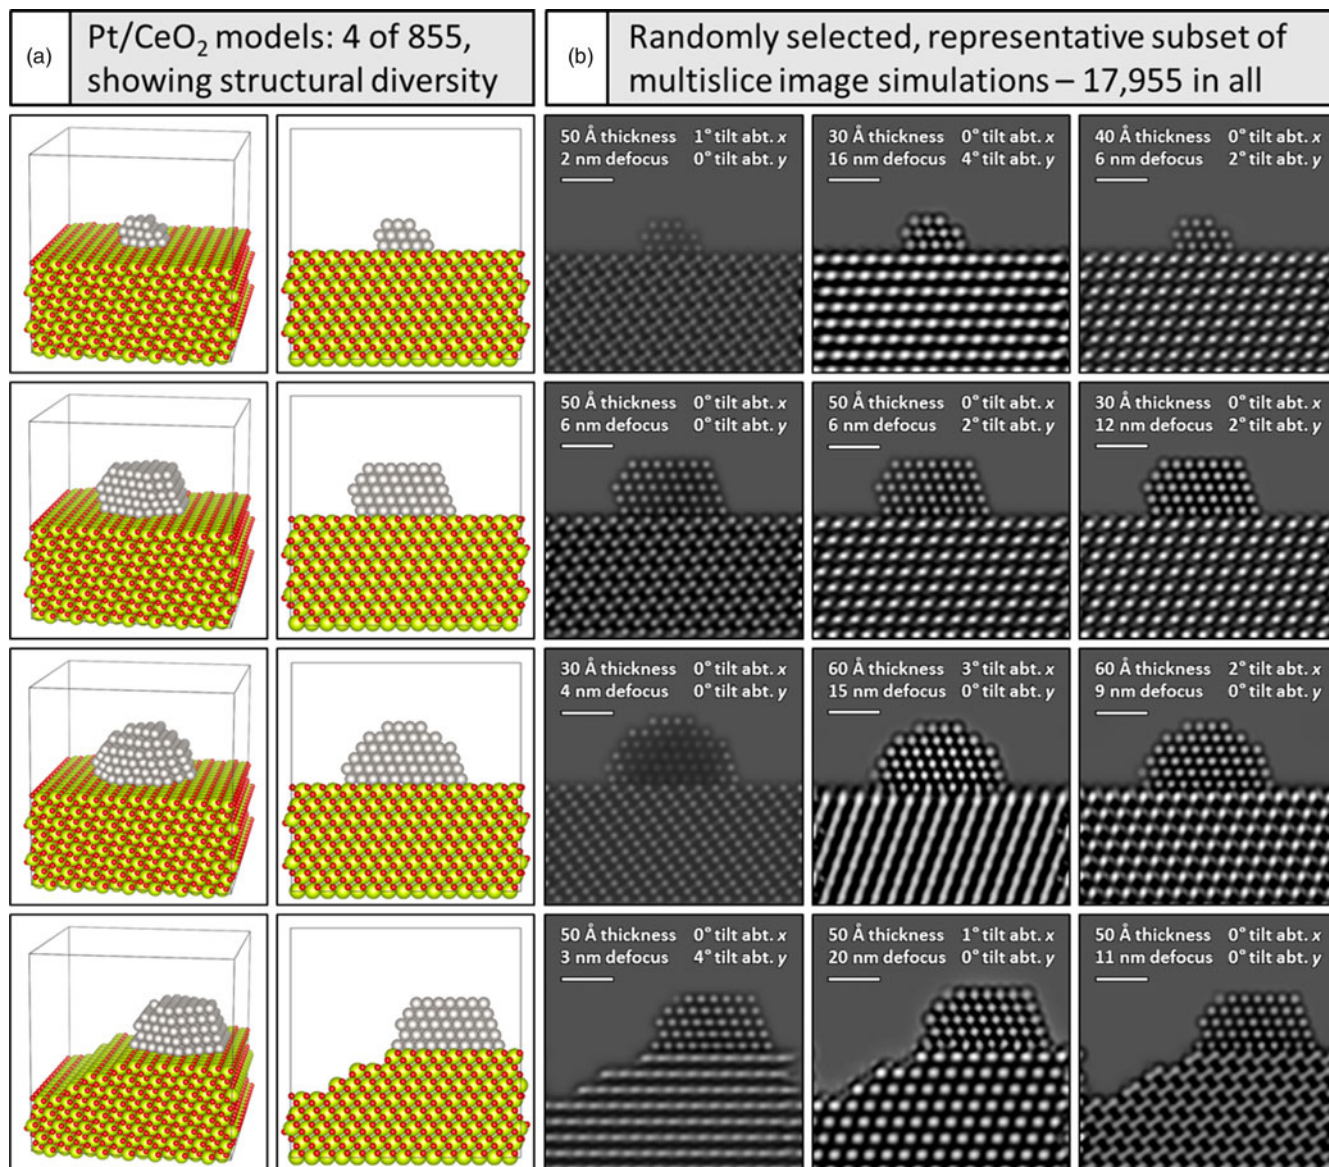 (a)
Pt/CeO₂ models: 4 of 855,
showing structural diversity
(b)
Randomly selected, representative subset of
multislice image simulations – 17,955 in all
50 Å thickness 1° tilt abt. x
2 nm defocus 0° tilt abt. y
30 Å thickness 0° tilt abt. x
16 nm defocus 4° tilt abt. y
40 Å thickness 0° tilt abt. x
6 nm defocus 2° tilt abt. y
50 Å thickness 0° tilt abt. x
6 nm defocus 0° tilt abt. y
50 Å thickness 0° tilt abt. x
6 nm defocus 2° tilt abt. y
30 Å thickness 0° tilt abt. x
12 nm defocus 2° tilt abt. y
30 Å thickness 0° tilt abt. x
4 nm defocus 0° tilt abt. y
60 Å thickness 3° tilt abt. x
15 nm defocus 0° tilt abt. y
60 Å thickness 2° tilt abt. x
9 nm defocus 0° tilt abt. y
50 Å thickness 0° tilt abt. x
3 nm defocus 4° tilt abt. y
50 Å thickness 1° tilt abt. x
20 nm defocus 0° tilt abt. y
50 Å thickness 0° tilt abt. x
11 nm defocus 0° tilt abt. y